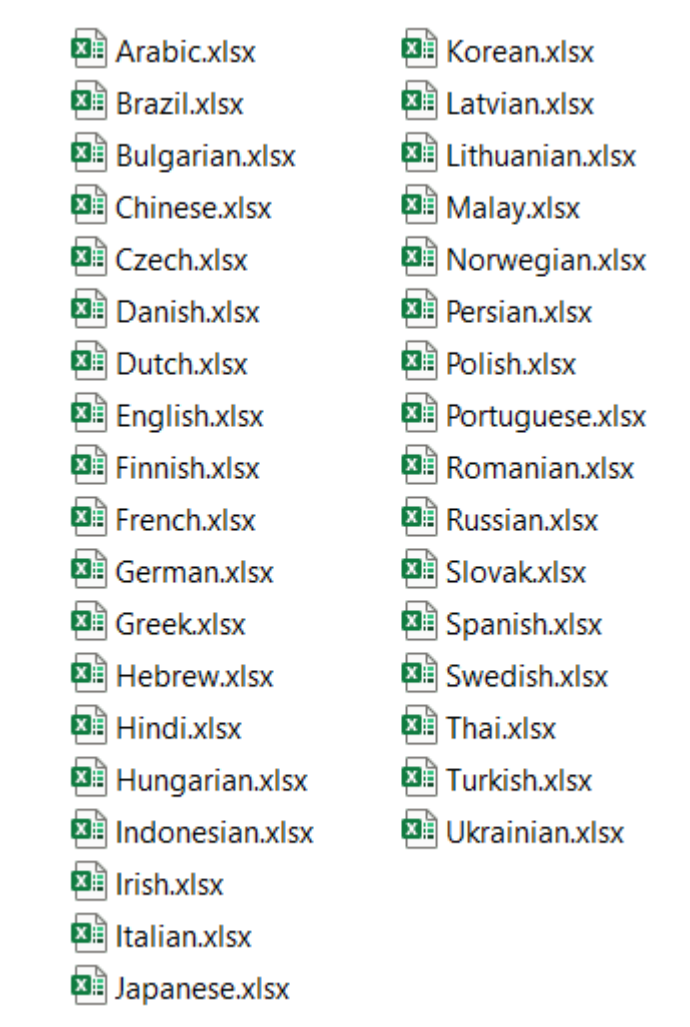 Arabic.xlsx
Brazil.xlsx
Bulgarian.xlsx
Chinese.xlsx
Czech.xlsx
Danish.xlsx
Dutch.xlsx
English.xlsx
Finnish.xlsx
French.xlsx
German.xlsx
Greek.xlsx
Hebrew.xlsx
Hindi.xlsx
Hungarian.xlsx
Indonesian.xlsx
Irish.xlsx
Italian.xlsx
Japanese.xlsx
Korean.xlsx
Latvian.xlsx
Lithuanian.xlsx
Malay.xlsx
Norwegian.xlsx
Persian.xlsx
Polish.xlsx
Portuguese.xlsx
Romanian.xlsx
Russian.xlsx
Slovak.xlsx
Spanish.xlsx
Swedish.xlsx
Thai.xlsx
Turkish.xlsx
Ukrainian.xlsx